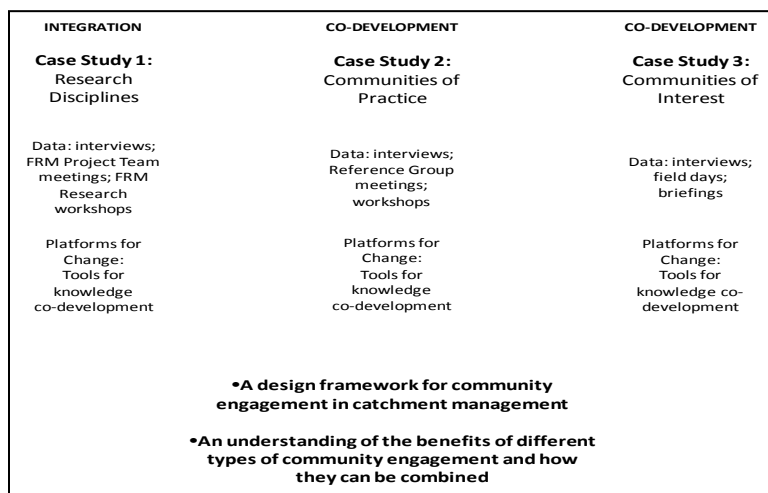 INTEGRATION
Case Study 1:
Research
Disciplines
Data: interviews;
FRM Project Team
meetings; FRM
Research
workshops
Platforms for
Change:
Tools for
knowledge
co-development
CO-DEVELOPMENT
Case Study 2:
Communities of
Practice
Data: interviews;
Reference Group
meetings;
workshops
Platforms for
Change:
Tools for
knowledge
co-development
CO-DEVELOPMENT
Case Study 3:
Communities of
Interest
Data: interviews;
field days;
briefings
Platforms for
Change:
Tools for
knowledge co-
development
•A design framework for community
engagement in catchment management
•An understanding of the benefits of different
types of community engagement and how
they can be combined